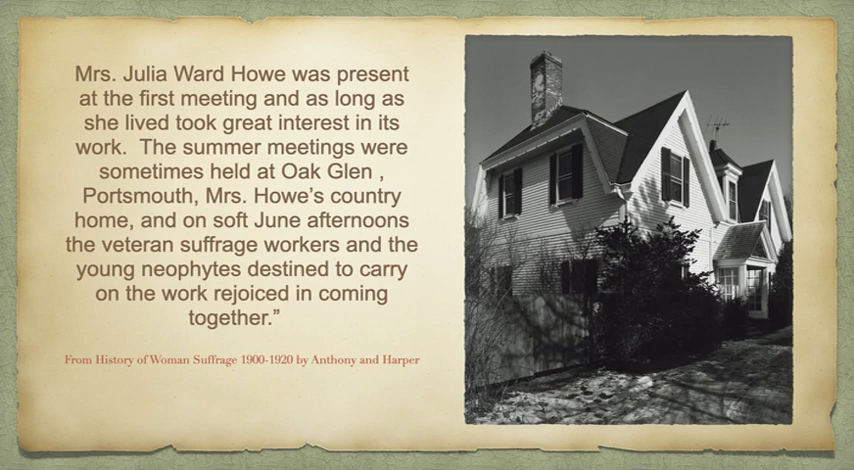 Mrs. Julia Ward Howe was present
at the first meeting and as long as
she lived took great interest in its
work.  The summer meetings were
sometimes held at Oak Glen ,
Portsmouth, Mrs. Howe’s country
home, and on soft June afternoons
the veteran suffrage workers and the
young neophytes destined to carry
on the work rejoiced in coming
together.”
From History of Woman Suffrage 1900-1920 by Anthony and Harper